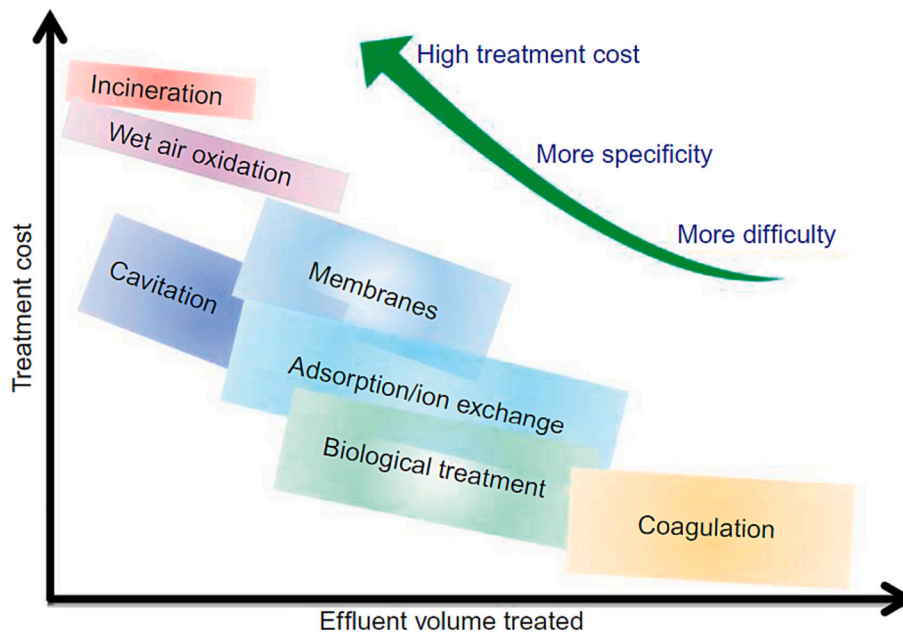 High treatment cost
Incineration
Wet air oxidation
More specificity
More difficulty
Cavitation
Membranes
Adsorption/ion exchange
Biological treatment
Coagulation
Treatment cost
Effluent volume treated